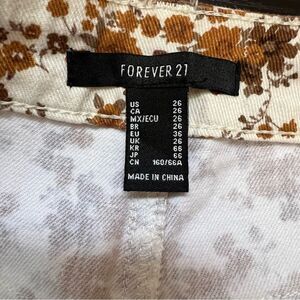 FOREVER 21
US 26
CA 26
MX/ECU 26
BR 36
EU 36
UK 26
KR 66
JP 66
CN 160/66A
MADE IN CHINA